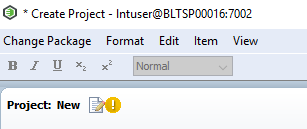 * Create Project - Intuser@BLTSP00016:7002
Change Package Format Edit Item View
B I U x₂ x² Normal
Project: New